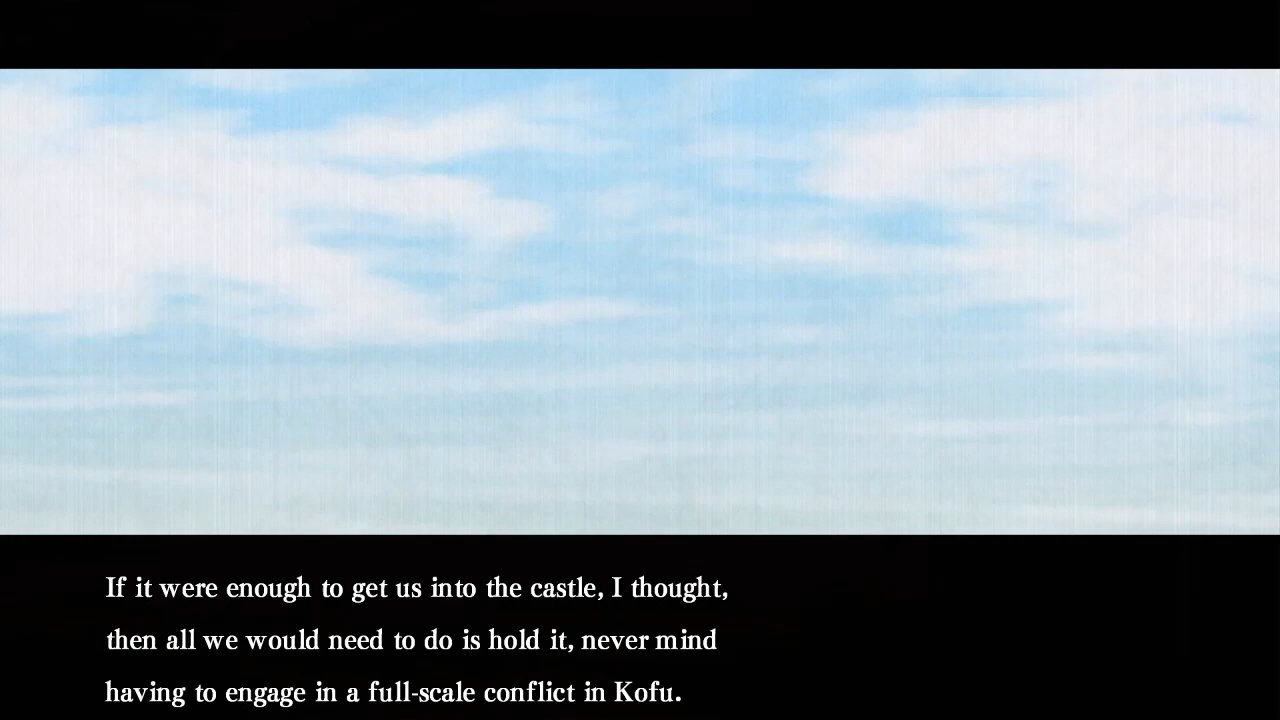 If it were enough to get us into the castle, I thought,
then all we would need to do is hold it, never mind
having to engage in a full-scale conflict in Kofu.